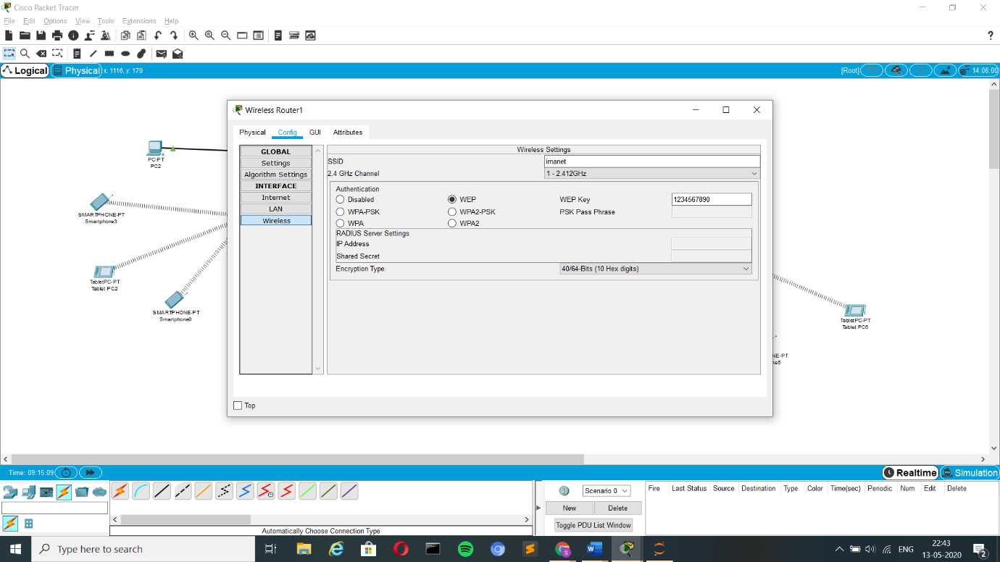 Cisco Packet Tracer
File Edit Options View Tools Extensions Help
?
Logical Physical x: 1116, y: 179 [Root] 14:06:00
Wireless Router1
Physical Config GUI Attributes
GLOBAL
Settings
Algorithm Settings
INTERFACE
Internet
LAN
Wireless
Wireless Settings
SSID imanet
2.4 GHz Channel 1 - 2.412GHz
Authentication
Disabled WEP WEP Key 1234567890
WPA-PSK WPA2-PSK PSK Pass Phrase
WPA WPA2
RADIUS Server Settings
IP Address
Shared Secret
Encryption Type 40/64-Bits (10 Hex digits)
Top
PC-PT
PC2
SMARTPHONE-PT
Smartphone3
TabletPC-PT
Tablet PC2
SMARTPHONE-PT
Smartphone0
TabletPC-PT
Tablet PC6
NE-PT
ne5
Time: 09:15:09 Realtime Simulation
Scenario 0
New Delete
Toggle PDU List Window
Fire Last Status Source Destination Type Color Time(sec) Periodic Num Edit Delete
Automatically Choose Connection Type
Type here to search
ENG
22:43
13-05-2020
2